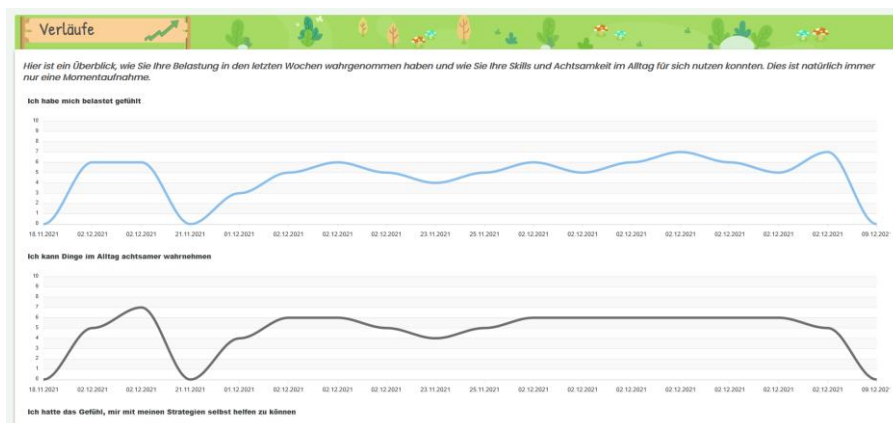 Verläufe
Hier ist ein Überblick, wie Sie Ihre Belastung in den letzten Wochen wahrgenommen haben und wie Sie Ihre Skills und Achtsamkeit im Alltag für sich nutzen konnten. Dies ist natürlich immer
nur eine Momentaufnahme.
Ich habe mich belastet gefühlt
10
9
8
7
6
5
4
3
2
1
0
18.11.2021 02.12.2021 02.12.2021 21.11.2021 01.12.2021 02.12.2021 02.12.2021 02.12.2021 23.11.2021 25.11.2021 02.12.2021 02.12.2021 02.12.2021 02.12.2021 02.12.2021 02.12.2021 02.12.2021 09.12.202
Ich kann Dinge im Alltag achtsamer wahrnehmen
10
9
8
7
6
5
4
3
2
1
0
18.11.2021 02.12.2021 02.12.2021 21.11.2021 01.12.2021 02.12.2021 02.12.2021 02.12.2021 23.11.2021 25.11.2021 02.12.2021 02.12.2021 02.12.2021 02.12.2021 02.12.2021 02.12.2021 02.12.2021 09.12.202
Ich hatte das Gefühl, mir mit meinen Strategien selbst helfen zu können